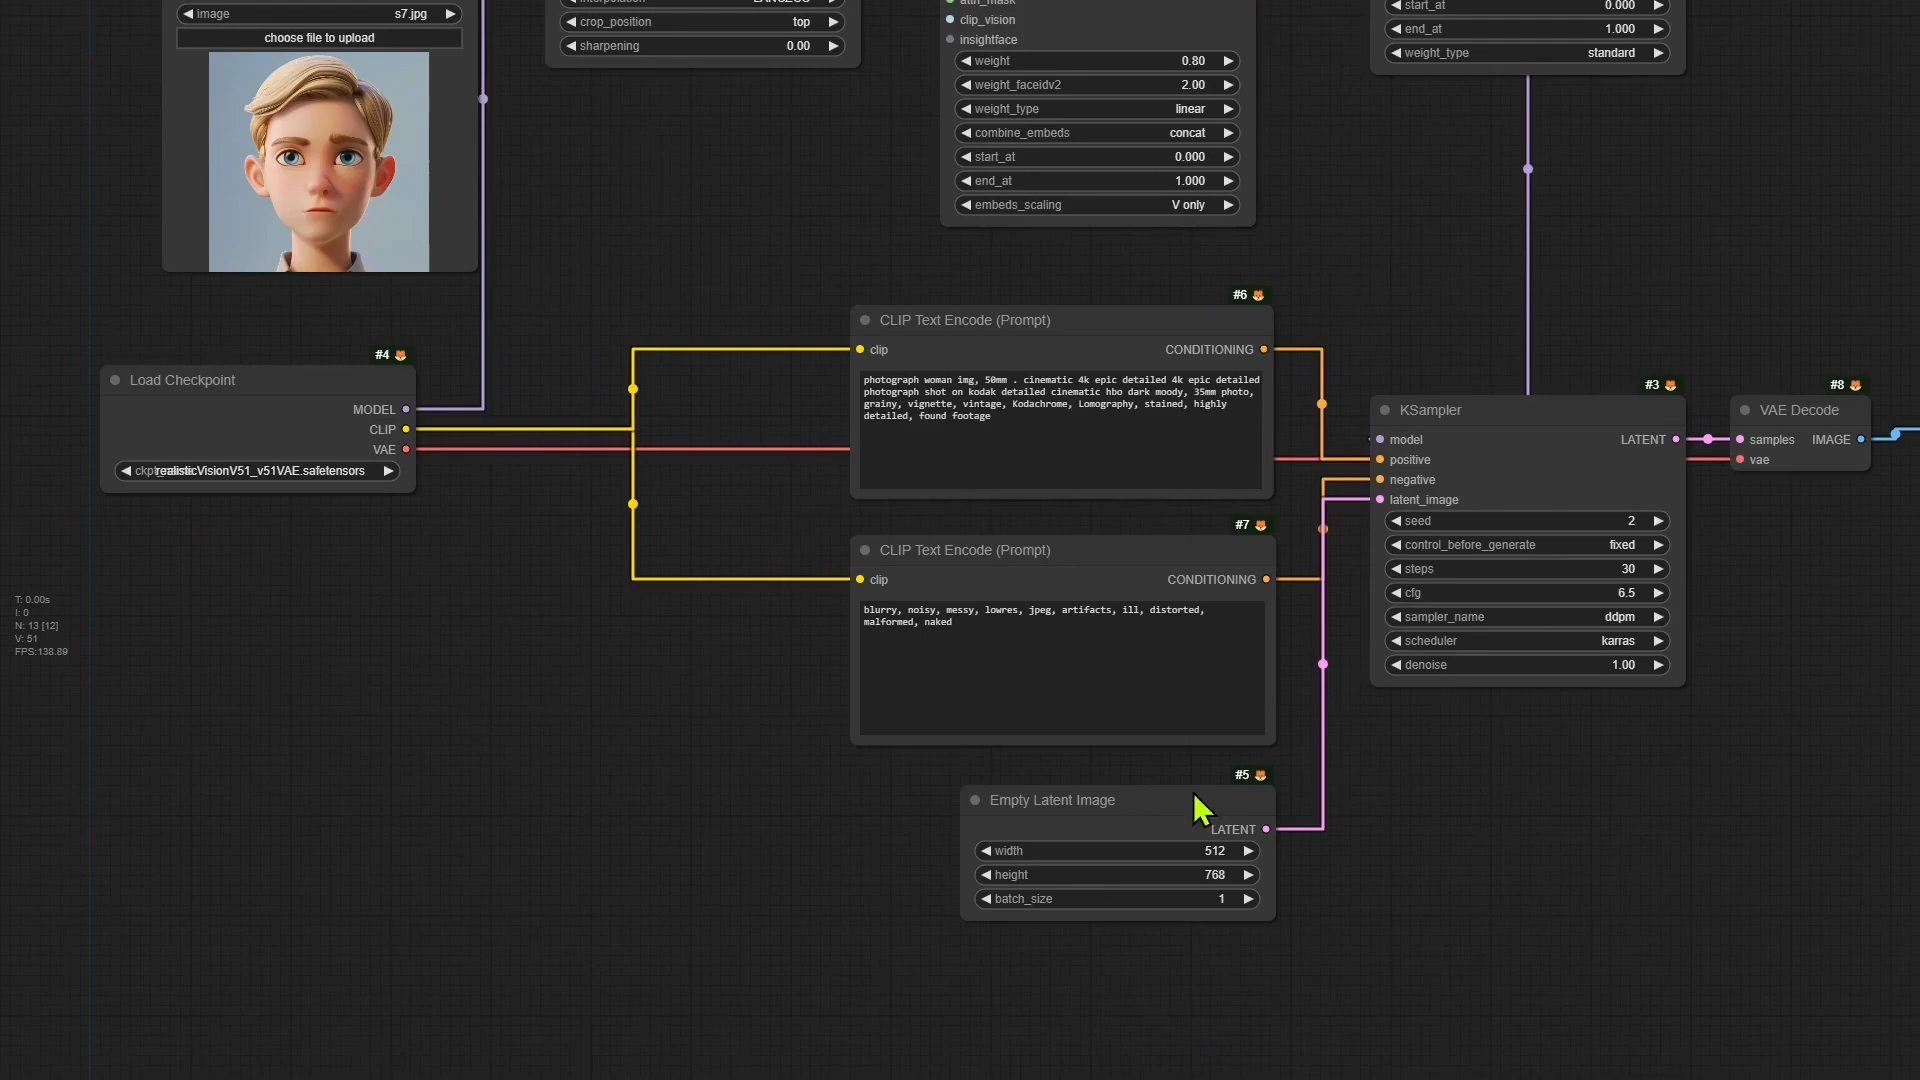 image s7.jpg
choose file to upload
crop_position top
sharpening 0.00
clip_vision
insightface
weight 0.80
weight_faceidv2 2.00
weight_type linear
combine_embeds concat
start_at 0.000
end_at 1.000
embeds_scaling V only
start_at 0.000
end_at 1.000
weight_type standard
#4
Load Checkpoint
MODEL
CLIP
VAE
realisticVisionV51_v51VAE.safetensors
#6
CLIP Text Encode (Prompt)
clip CONDITIONING
photograph woman img, 50mm . cinematic 4k epic detailed 4k epic detailed
photograph shot on kodak detailed cinematic hbo dark moody, 35mm photo,
grainy, vignette, vintage, Kodachrome, Lomography, stained, highly
detailed, found footage
#7
CLIP Text Encode (Prompt)
clip CONDITIONING
blurry, noisy, messy, lowres, jpeg, artifacts, ill, distorted,
malformed, naked
#5
Empty Latent Image
LATENT
width 512
height 768
batch_size 1
#3
KSampler
model LATENT
positive
negative
latent_image
seed 2
control_before_generate fixed
steps 30
cfg 6.5
sampler_name ddpm
scheduler karras
denoise 1.00
#8
VAE Decode
samples IMAGE
vae
T: 0.00s
I: 0
N: 13 [12]
V: 51
FPS:138.89